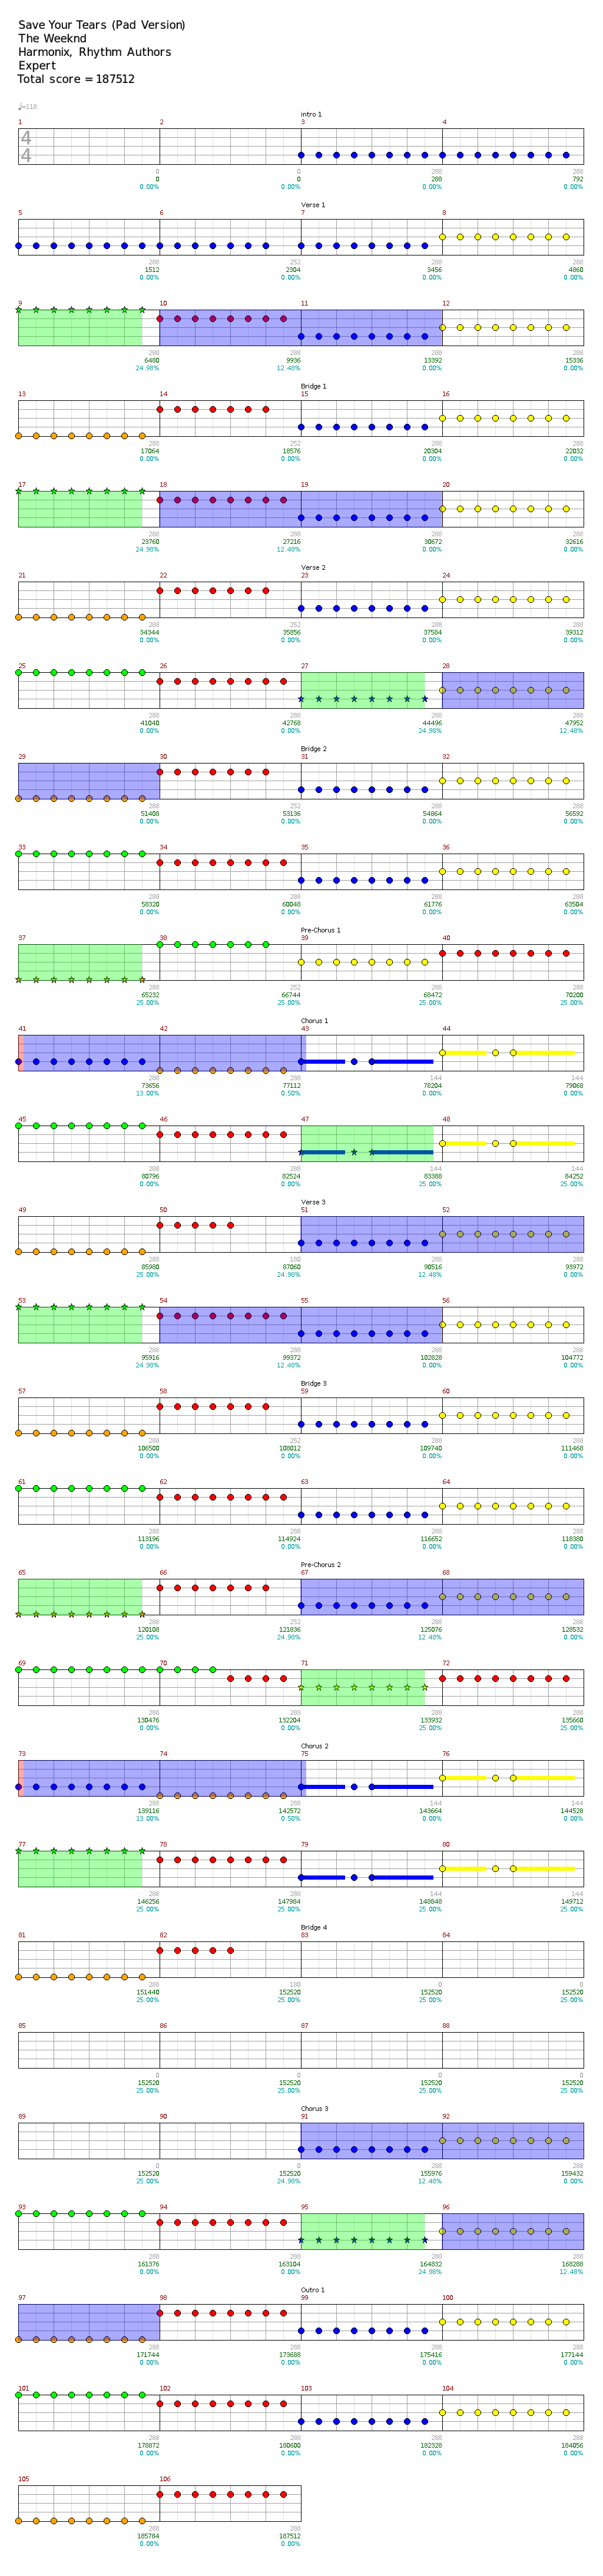 Save Your Tears (Pad Version)
The Weeknd
Harmonix, Rhythm Authors
Expert
Total score = 187512
♩=118
intro 1
1 2 3 4
4
4
0 0 288 288
0 0 288 792
0.00% 0.00% 0.00% 0.00%
Verse 1
5 6 7 8
288 252 288 288
1512 2304 3456 4860
0.00% 0.00% 0.00% 0.00%
9 10 11 12
288 288 288 288
6480 9936 13392 15336
24.98% 12.48% 0.00% 0.00%
Bridge 1
13 14 15 16
288 252 288 288
17064 18576 20304 22032
0.00% 0.00% 0.00% 0.00%
17 18 19 20
288 288 288 288
23760 27216 30672 32616
24.98% 12.48% 0.00% 0.00%
Verse 2
21 22 23 24
288 252 288 288
34344 35856 37584 39312
0.00% 0.00% 0.00% 0.00%
25 26 27 28
288 288 288 288
41040 42768 44496 47952
0.00% 0.00% 24.98% 12.48%
Bridge 2
29 30 31 32
288 252 288 288
51408 53136 54864 56592
0.00% 0.00% 0.00% 0.00%
33 34 35 36
288 288 288 288
58320 60048 61776 63504
0.00% 0.00% 0.00% 0.00%
Pre-Chorus 1
37 38 39 40
288 252 288 288
65232 66744 68472 70200
25.00% 25.00% 25.00% 25.00%
Chorus 1
41 42 43 44
288 288 144 144
73656 77112 78204 79068
13.00% 0.50% 0.00% 0.00%
45 46 47 48
288 288 144 144
80796 82524 83388 84252
0.00% 0.00% 25.00% 25.00%
Verse 3
49 50 51 52
288 180 288 288
85980 87060 90516 93972
25.00% 24.98% 12.48% 0.00%
53 54 55 56
288 288 288 288
95916 99372 102828 104772
24.98% 12.48% 0.00% 0.00%
Bridge 3
57 58 59 60
288 252 288 288
106500 108012 109740 111468
0.00% 0.00% 0.00% 0.00%
61 62 63 64
288 288 288 288
113196 114924 116652 118380
0.00% 0.00% 0.00% 0.00%
Pre-Chorus 2
65 66 67 68
288 252 288 288
120108 121836 125076 128532
25.00% 24.98% 12.48% 0.00%
69 70 71 72
288 288 288 288
130476 132204 133932 135660
0.00% 0.00% 25.00% 25.00%
Chorus 2
73 74 75 76
288 288 144 144
139116 142572 143664 144528
13.00% 0.50% 0.00% 0.00%
77 78 79 80
288 288 144 144
146256 147984 148848 149712
25.00% 25.00% 25.00% 25.00%
Bridge 4
81 82 83 84
288 180 0 0
151440 152520 152520 152520
25.00% 25.00% 25.00% 25.00%
85 86 87 88
0 0 0 0
152520 152520 152520 152520
25.00% 25.00% 25.00% 25.00%
Chorus 3
89 90 91 92
0 0 288 288
152520 152520 155976 159432
25.00% 24.98% 12.48% 0.00%
93 94 95 96
288 288 288 288
161376 163104 164832 168288
0.00% 0.00% 24.98% 12.48%
Outro 1
97 98 99 100
288 288 288 288
171744 173688 175416 177144
0.00% 0.00% 0.00% 0.00%
101 102 103 104
288 288 288 288
178872 180600 182328 184056
0.00% 0.00% 0.00% 0.00%
105 106
288 288
185784 187512
0.00% 0.00%